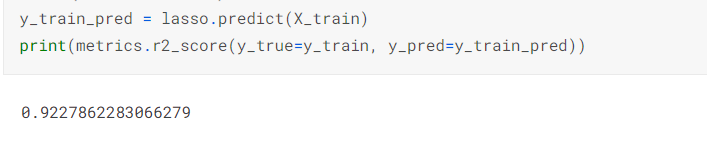 y_train_pred = lasso.predict(X_train)
print(metrics.r2_score(y_true=y_train, y_pred=y_train_pred))
0.9227862283066279